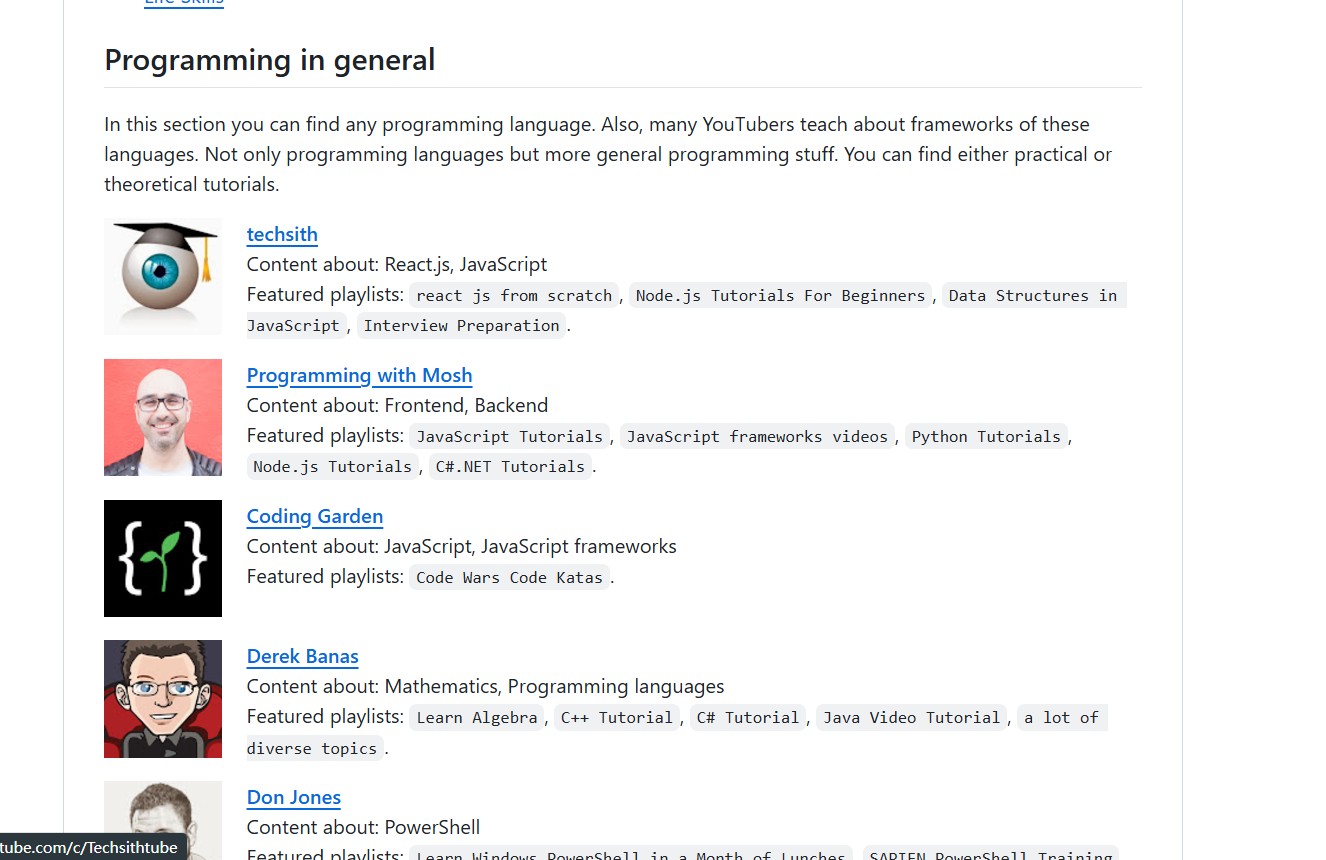 Life Skills
Programming in general
In this section you can find any programming language. Also, many YouTubers teach about frameworks of these
languages. Not only programming languages but more general programming stuff. You can find either practical or
theoretical tutorials.
techsith
Content about: React.js, JavaScript
Featured playlists: react js from scratch, Node.js Tutorials For Beginners, Data Structures in
JavaScript, Interview Preparation.
Programming with Mosh
Content about: Frontend, Backend
Featured playlists: JavaScript Tutorials, JavaScript frameworks videos, Python Tutorials,
Node.js Tutorials, C#.NET Tutorials.
Coding Garden
Content about: JavaScript, JavaScript frameworks
Featured playlists: Code Wars Code Katas.
Derek Banas
Content about: Mathematics, Programming languages
Featured playlists: Learn Algebra, C++ Tutorial, C# Tutorial, Java Video Tutorial, a lot of
diverse topics.
Don Jones
Content about: PowerShell
Featured playlists: Learn Windows PowerShell in a Month of Lunches, SAPIEN PowerShell Training
tube.com/c/Techsithtube